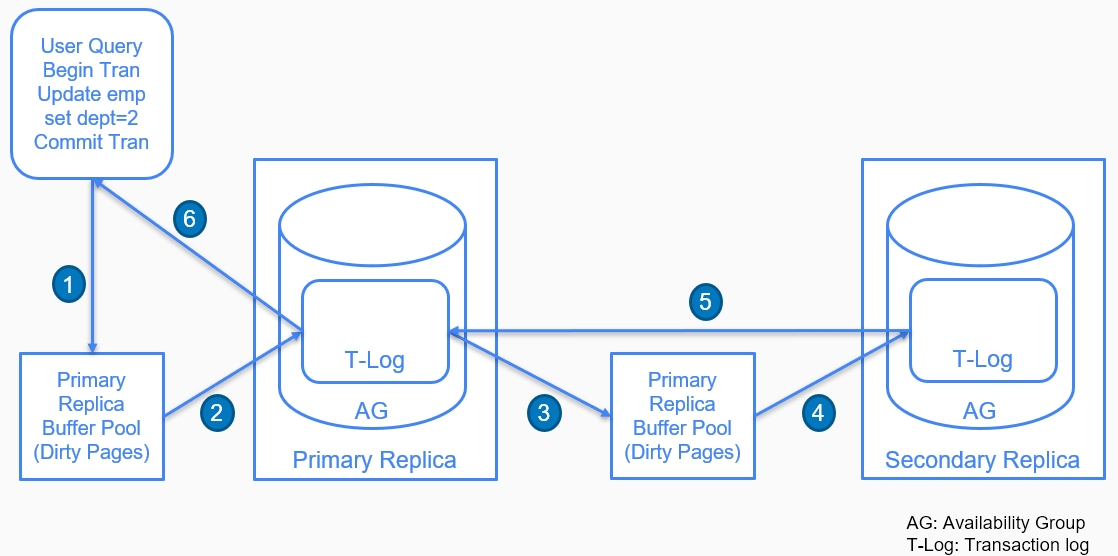 User Query
Begin Tran
Update emp
set dept=2
Commit Tran
6
1
5
T-Log
T-Log
Primary
Replica
Buffer Pool
(Dirty Pages)
2
AG
3
Primary
Replica
Buffer Pool
(Dirty Pages)
4
AG
Primary Replica
Secondary Replica
AG: Availability Group
T-Log: Transaction log